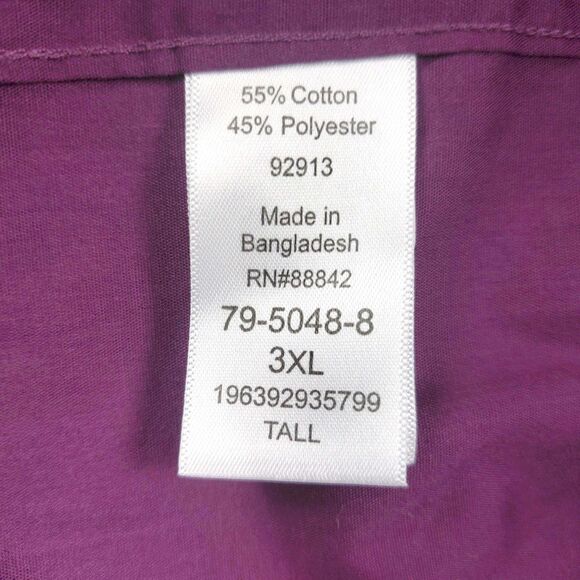 55% Cotton
45% Polyester
92913
Made in
Bangladesh
RN#88842
79-5048-8
3XL
196392935799
TALL